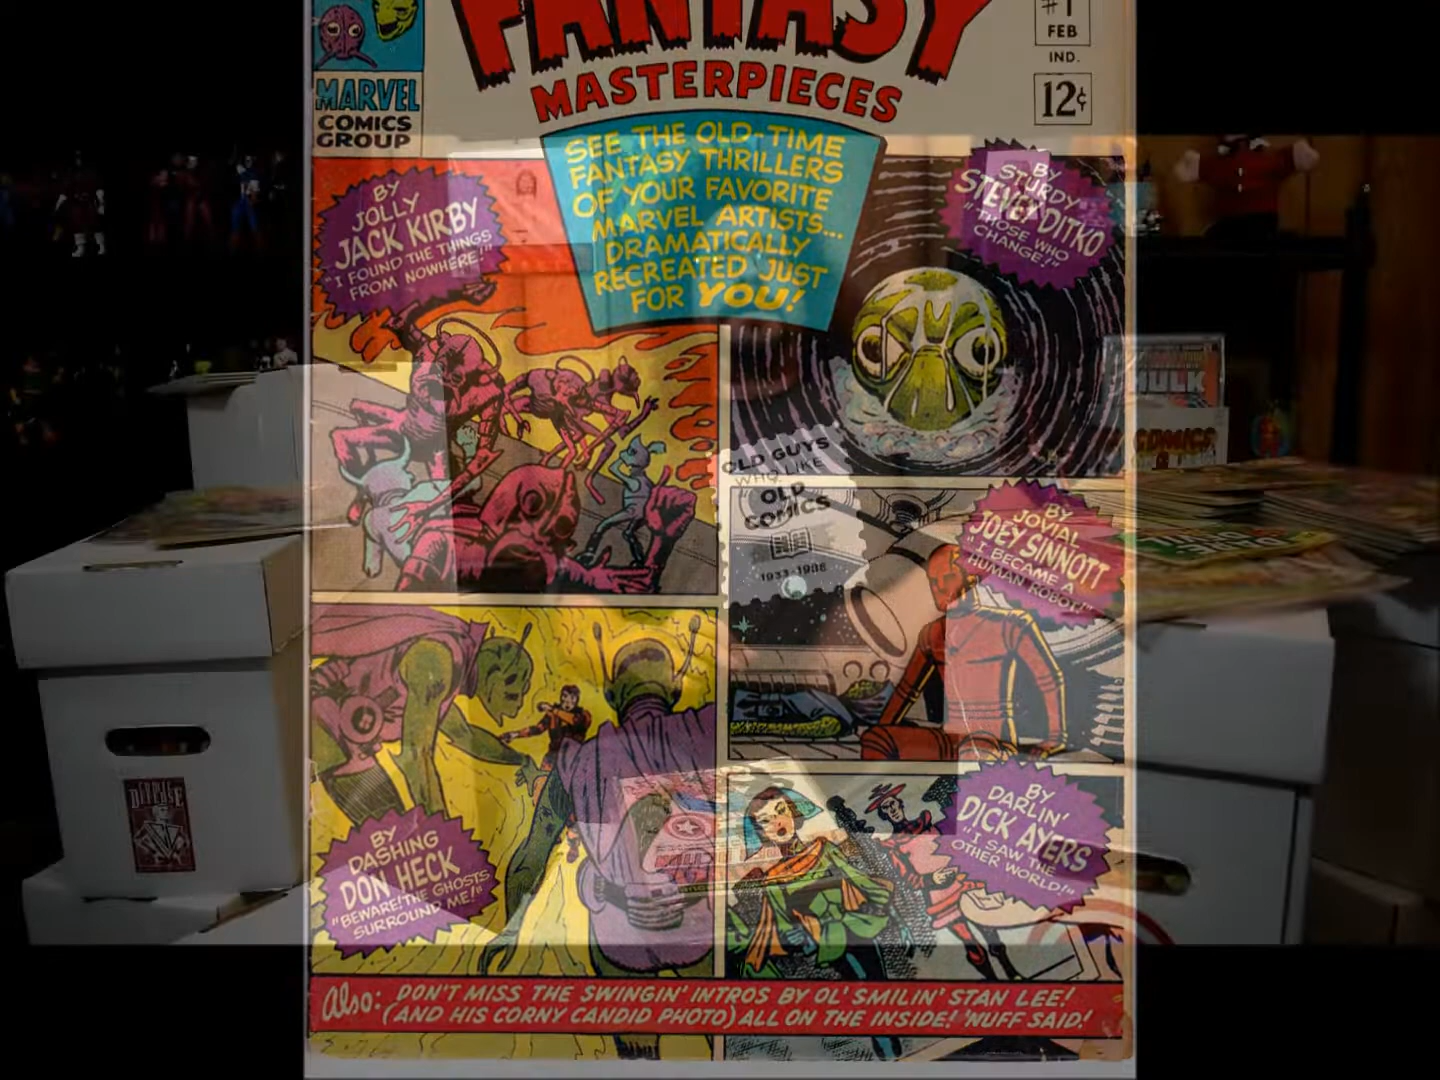 FANTASY
MASTERPIECES
#1
FEB
IND.
12¢
MARVEL
COMICS
GROUP
SEE THE OLD-TIME
FANTASY THRILLERS
OF YOUR FAVORITE
MARVEL ARTISTS...
DRAMATICALLY
RECREATED JUST
FOR YOU!
BY
JOLLY
JACK KIRBY
"I FOUND THE THINGS
FROM NOWHERE!"
BY
STURDY
STEVE DITKO
"THOSE WHO
CHANGE!"
HULK
COMICS
OLD GUYS
WHO LIKE
OLD
COMICS
1933-1988
BY
JOVIAL
JOEY SINNOTT
"I BECAME A
HUMAN ROBOT!"
BY
DASHING
DON HECK
"BEWARE! THE GHOSTS
SURROUND ME!"
BY
DARLIN'
DICK AYERS
"I SAW THE
OTHER WORLD!"
Also: DON'T MISS THE SWINGIN' INTROS BY OL' SMILIN' STAN LEE!
(AND HIS CORNY CANDID PHOTO) ALL ON THE INSIDE! 'NUFF SAID!